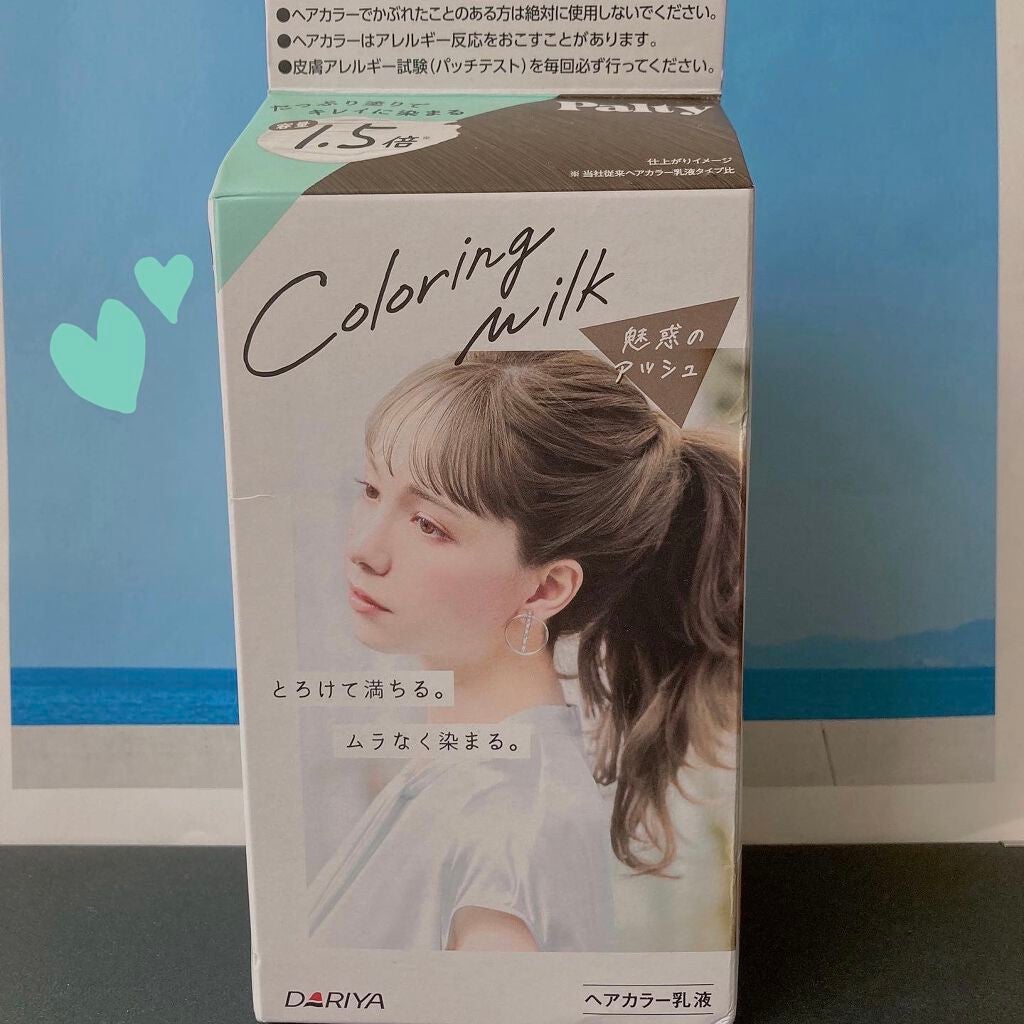 ●ヘアカラーでかぶれたことのある方は絶対に使用しないでください。
●ヘアカラーはアレルギー反応をおこすことがあります。
●皮膚アレルギー試験(パッチテスト)を毎回必ず行ってください。
たっぷり塗りで
キレイに染まる
容量
1.5倍※
Palty
仕上がりイメージ
※当社従来ヘアカラー乳液タイプ比
Coloring
Milk
魅惑の
アッシュ
とろけて満ちる。
ムラなく染まる。
DARIYA
ヘアカラー乳液